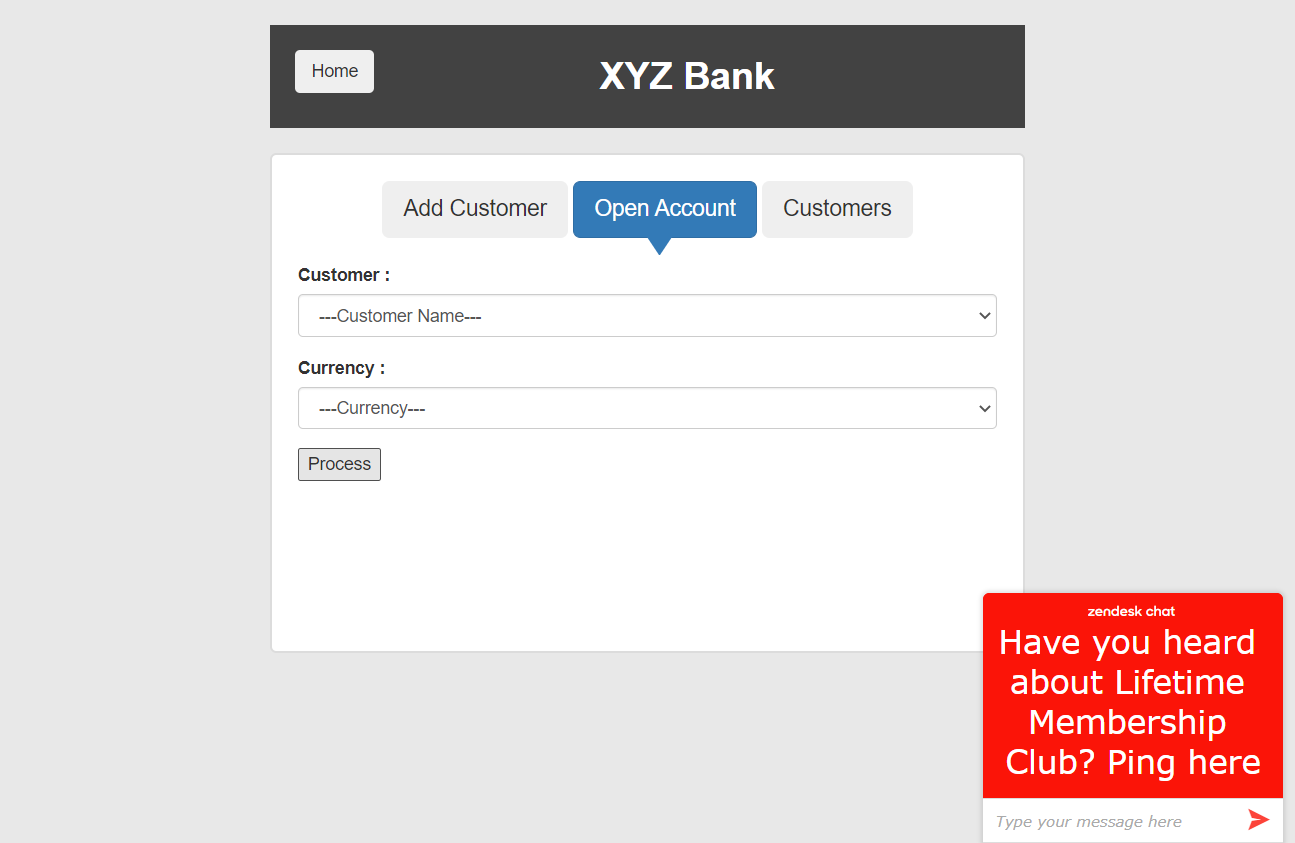 Home
XYZ Bank
Add Customer
Open Account
Customers
Customer :
---Customer Name---
Currency :
---Currency---
Process
zendesk chat
Have you heard
about Lifetime
Membership
Club? Ping here
Type your message here